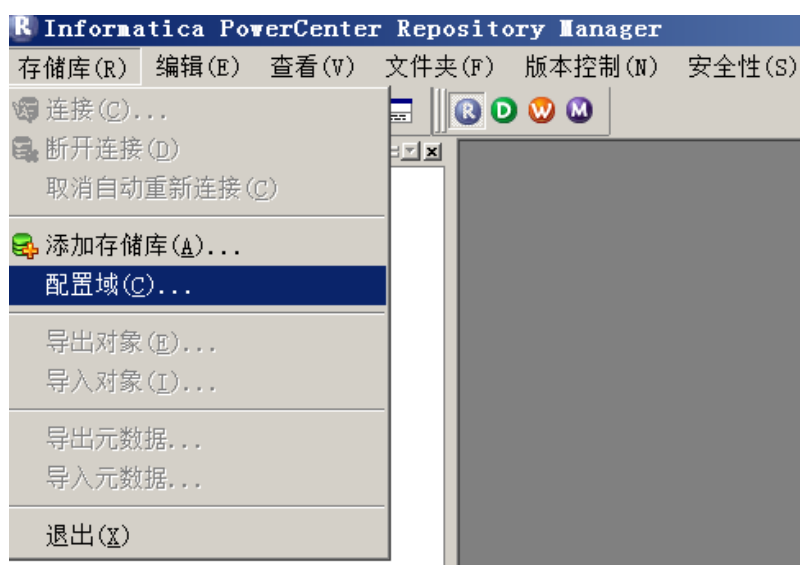 R Informatica PowerCenter Repository Manager
存储库(R) 编辑(E) 查看(V) 文件夹(F) 版本控制(N) 安全性(S)
连接(C)...
R D W M
断开连接(D)
取消自动重新连接(C)
添加存储库(A)...
配置域(C)...
导出对象(E)...
导入对象(I)...
导出元数据...
导入元数据...
退出(X)